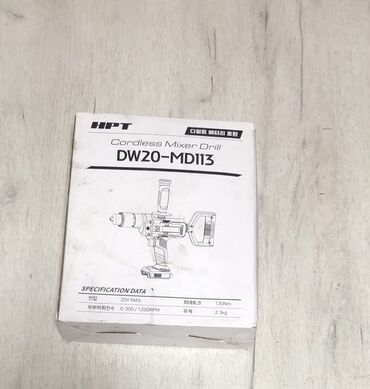 HPT
디월트 배터리 호환
Cordless Mixer Drill
DW20-MD113
SPECIFICATION DATA
전압 20V MAX 최대토크 130Nm
무부하회전수 0-300 / 1200RPM 무게 2.3kg